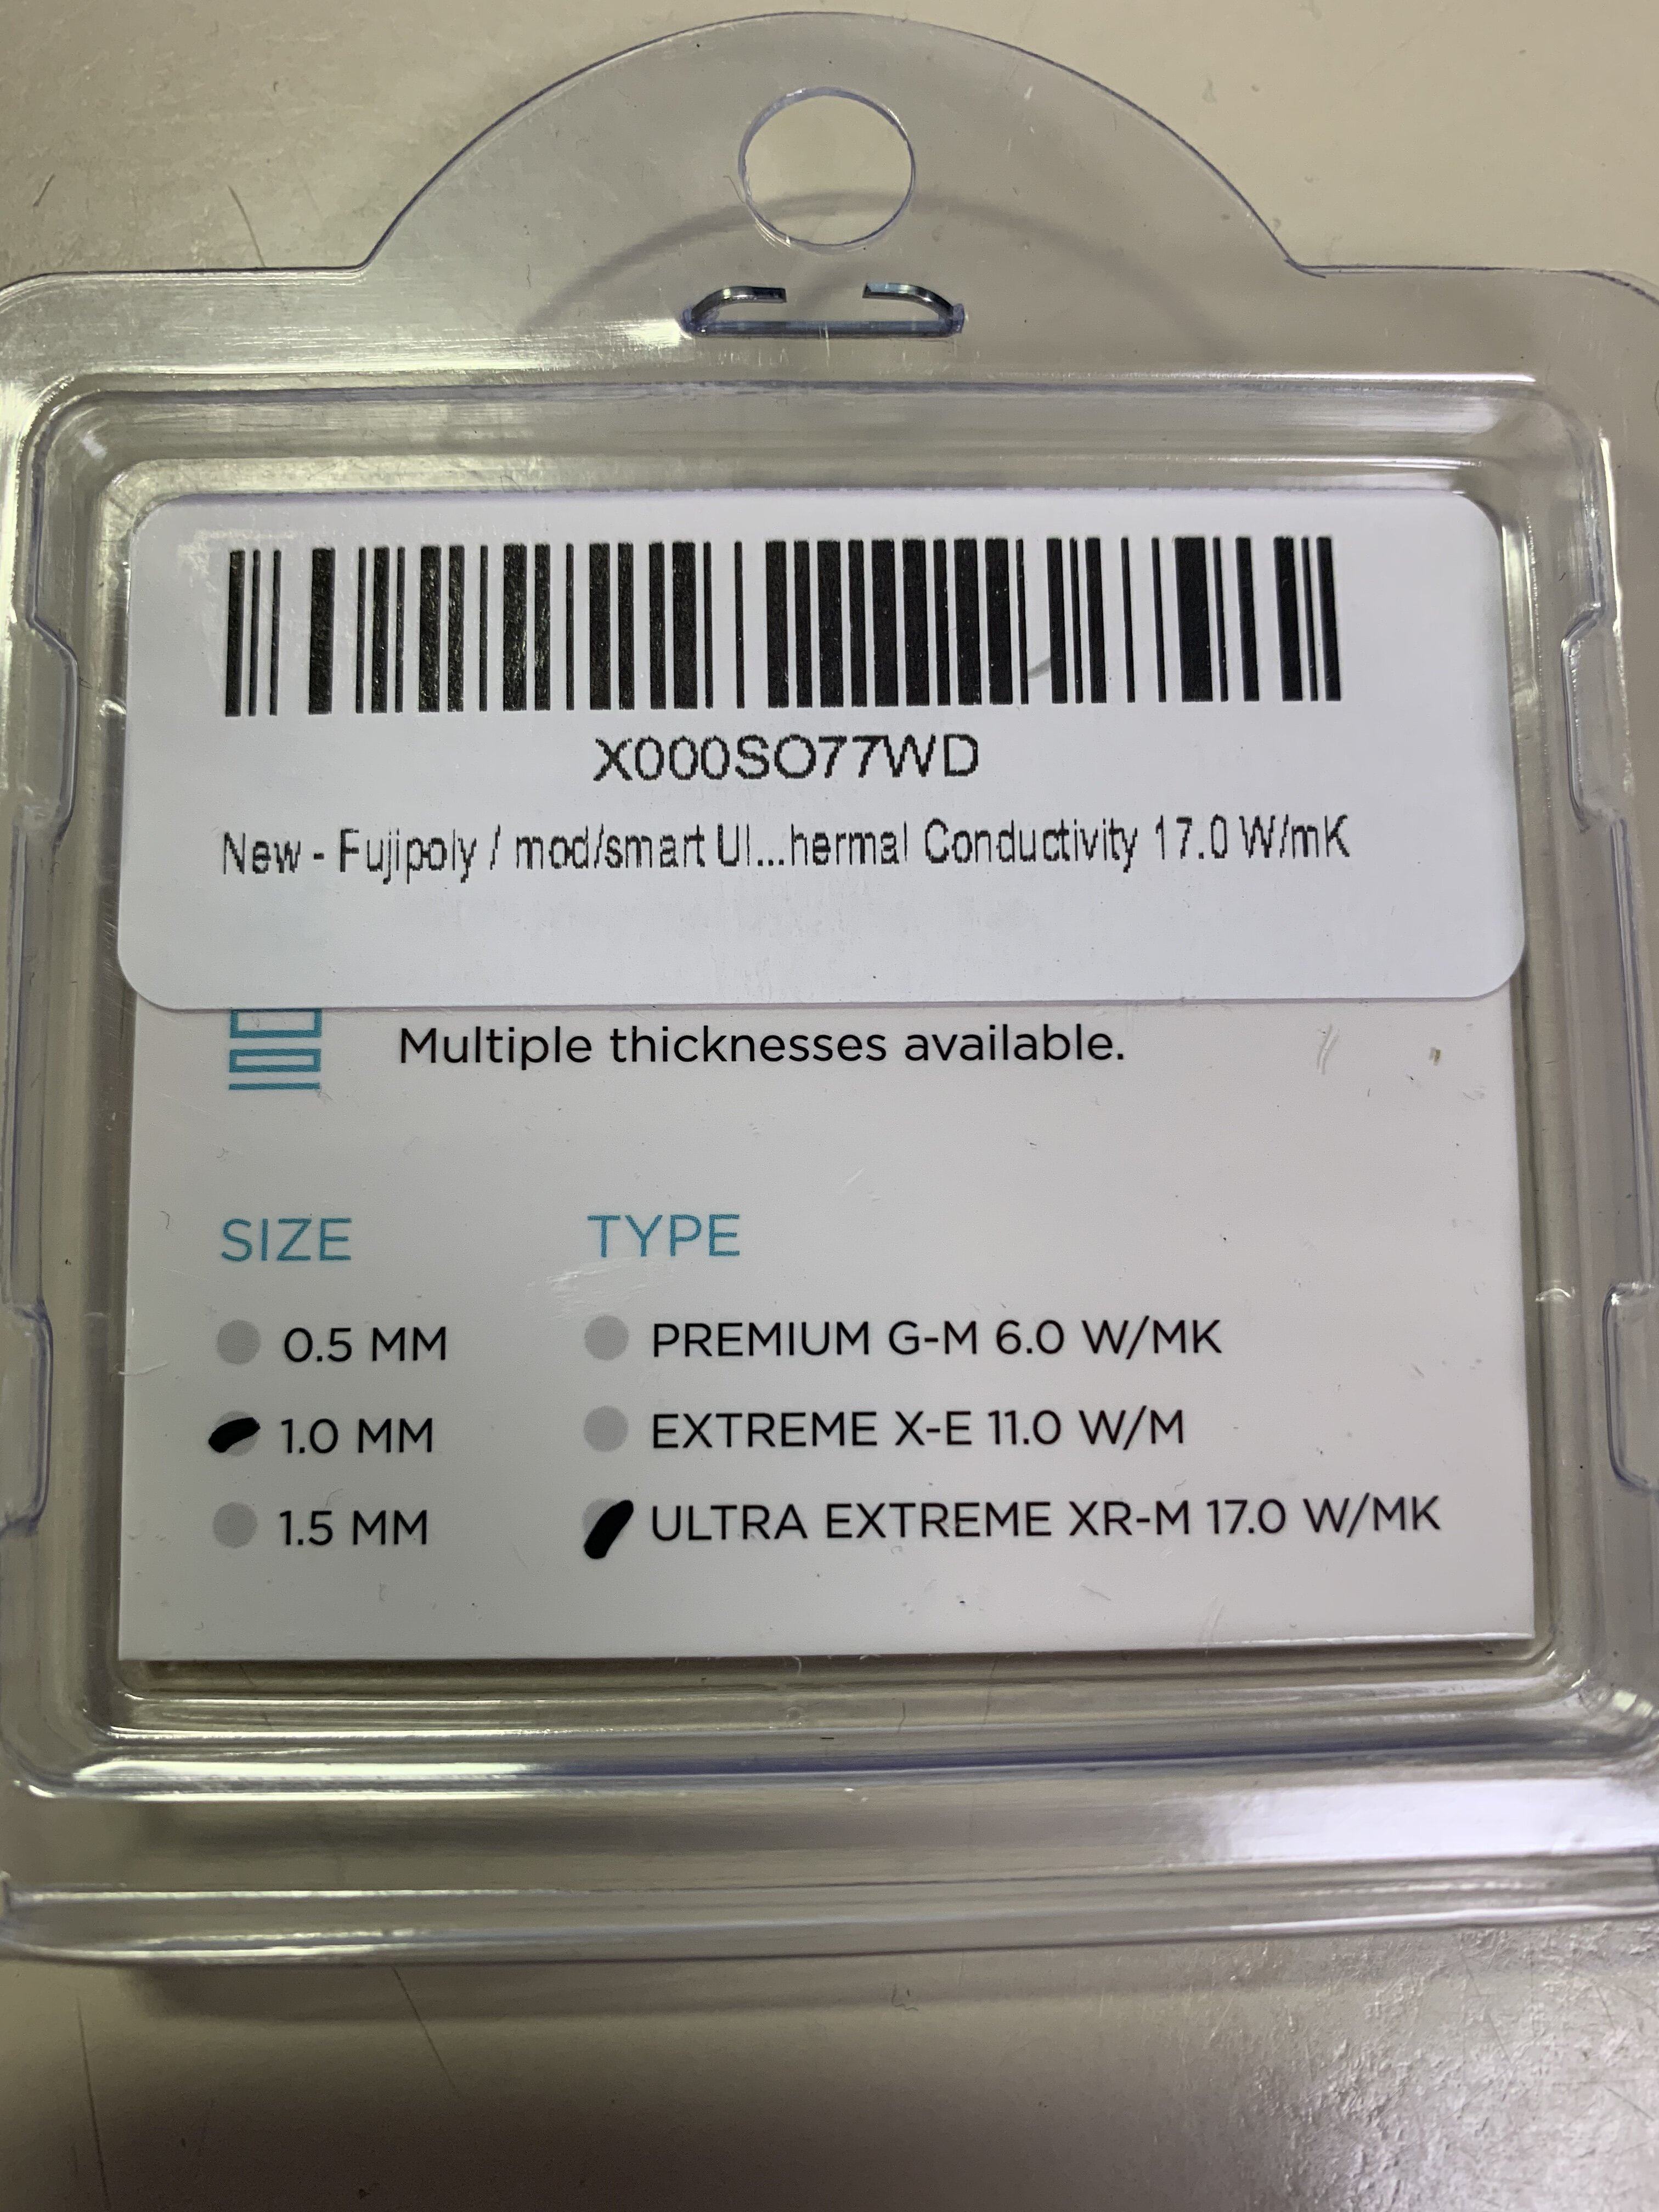 X000SO77WD
New - Fujipoly / mod/smart Ul...hermal Conductivity 17.0 W/mK
Multiple thicknesses available.
SIZE TYPE
0.5 MM PREMIUM G-M 6.0 W/MK
1.0 MM EXTREME X-E 11.0 W/M
1.5 MM ULTRA EXTREME XR-M 17.0 W/MK